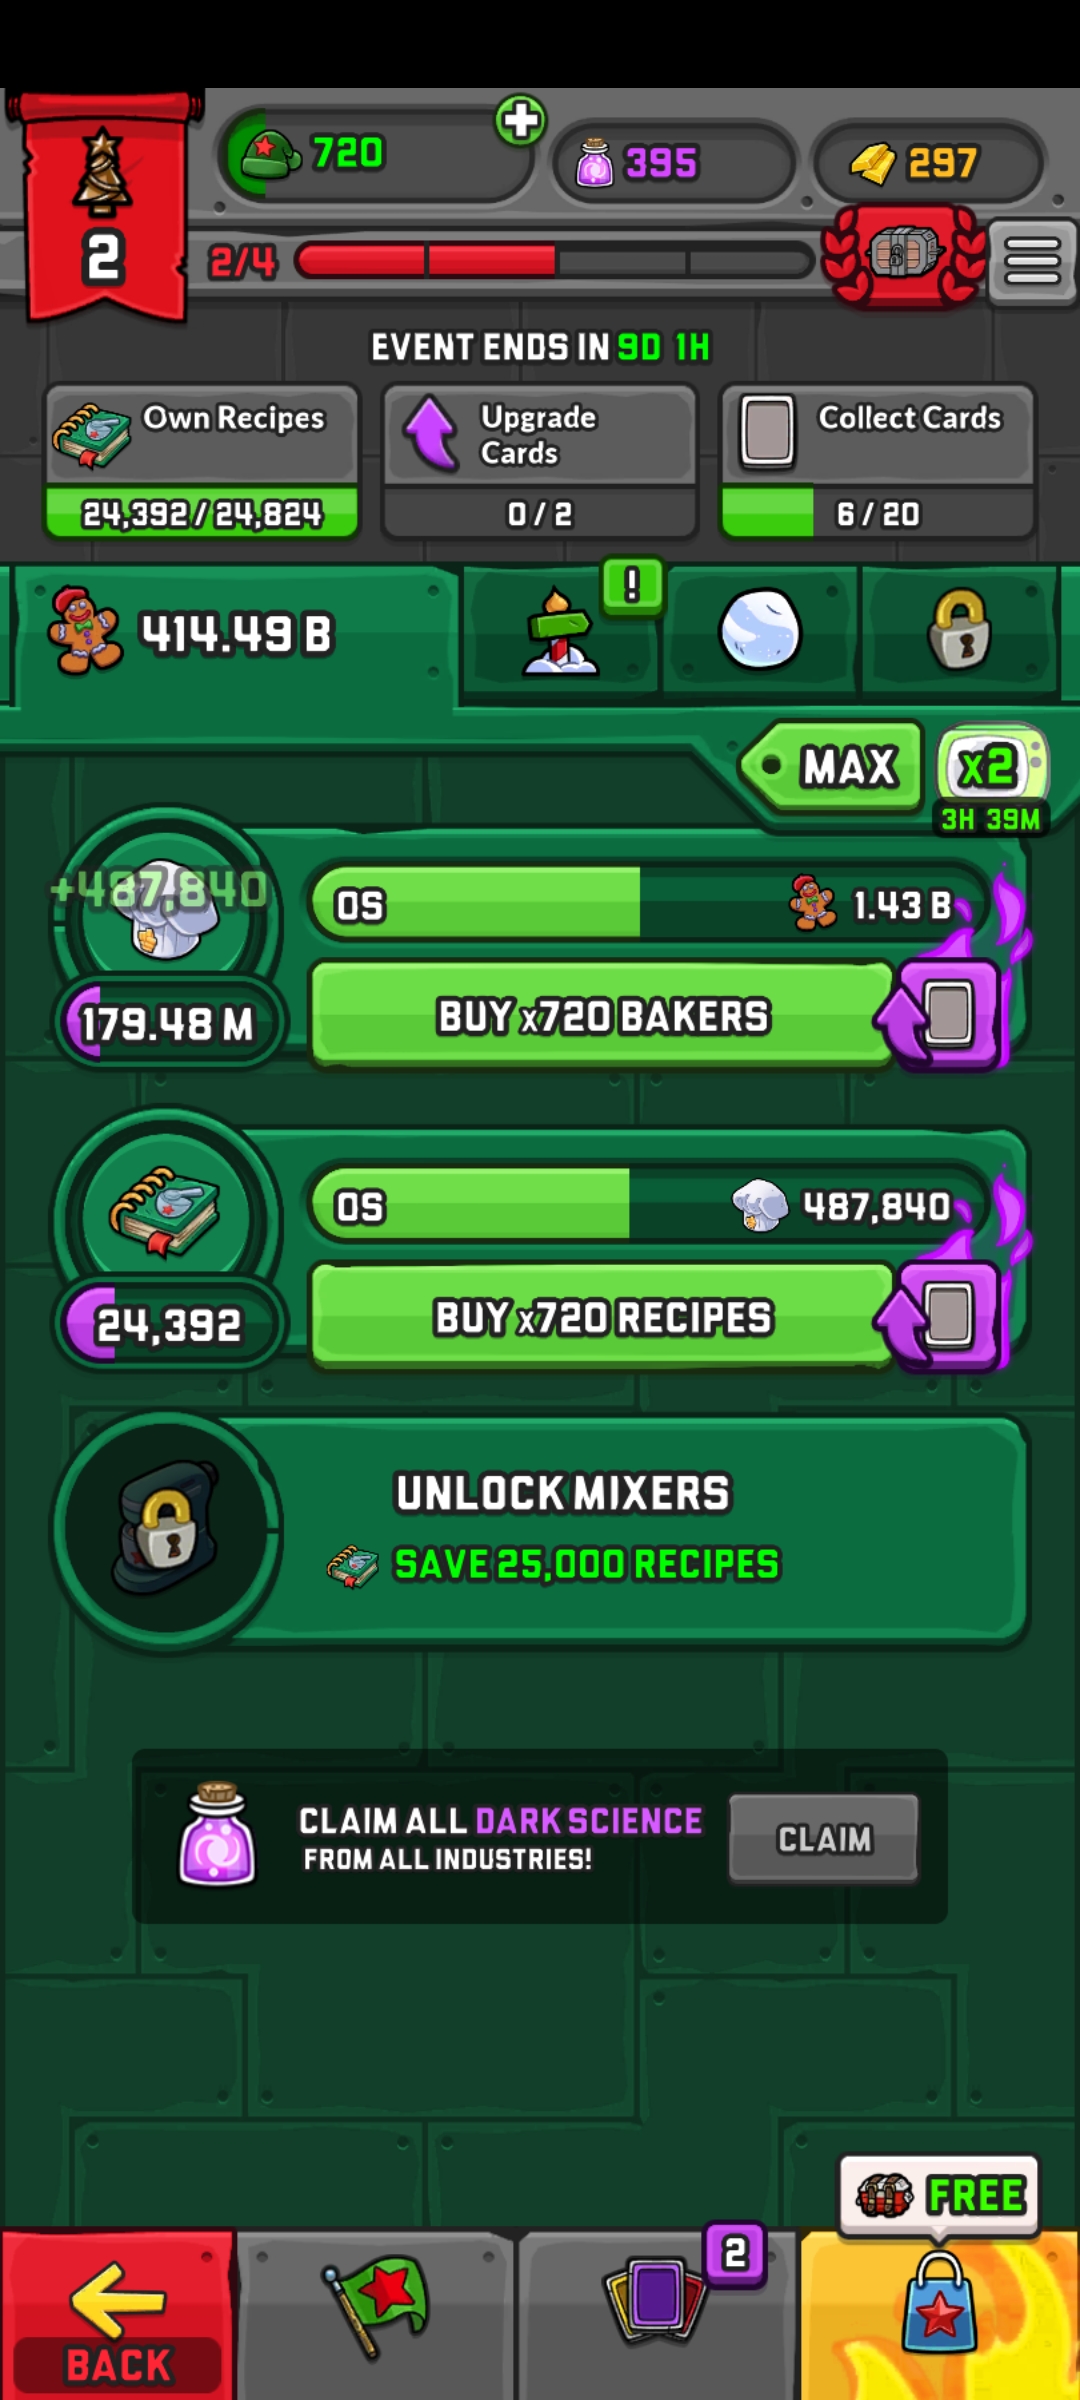 720
395
297
2
2/4
EVENT ENDS IN 9D 1H
Own Recipes
24,392/24,824
Upgrade
Cards
0/2
Collect Cards
6/20
414.49 B
!
MAX
x2
3H 39M
+487,840
179.48 M
0S
1.43 B
BUY x720 BAKERS
0S
487,840
24,392
BUY x720 RECIPES
UNLOCK MIXERS
SAVE 25,000 RECIPES
CLAIM ALL DARK SCIENCE
FROM ALL INDUSTRIES!
CLAIM
FREE
2
BACK